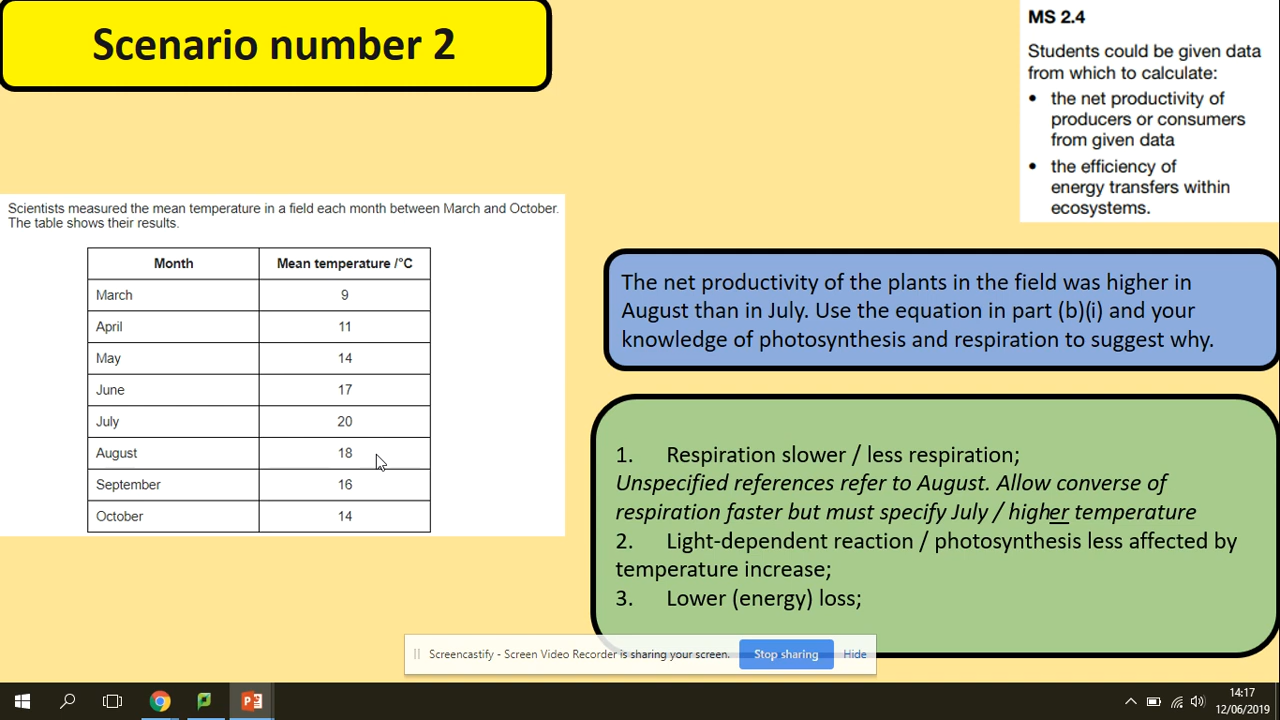 Scenario number 2
MS 2.4
Students could be given data
from which to calculate:
• the net productivity of
producers or consumers
from given data
• the efficiency of
energy transfers within
ecosystems.
Scientists measured the mean temperature in a field each month between March and October.
The table shows their results.
Month Mean temperature /°C
March 9
April 11
May 14
June 17
July 20
August 18
September 16
October 14
The net productivity of the plants in the field was higher in
August than in July. Use the equation in part (b)(i) and your
knowledge of photosynthesis and respiration to suggest why.
1. Respiration slower / less respiration;
Unspecified references refer to August. Allow converse of
respiration faster but must specify July / higher temperature
2. Light-dependent reaction / photosynthesis less affected by
temperature increase;
3. Lower (energy) loss;
Screencastify - Screen Video Recorder is sharing your screen. Stop sharing Hide
14:17
12/06/2019